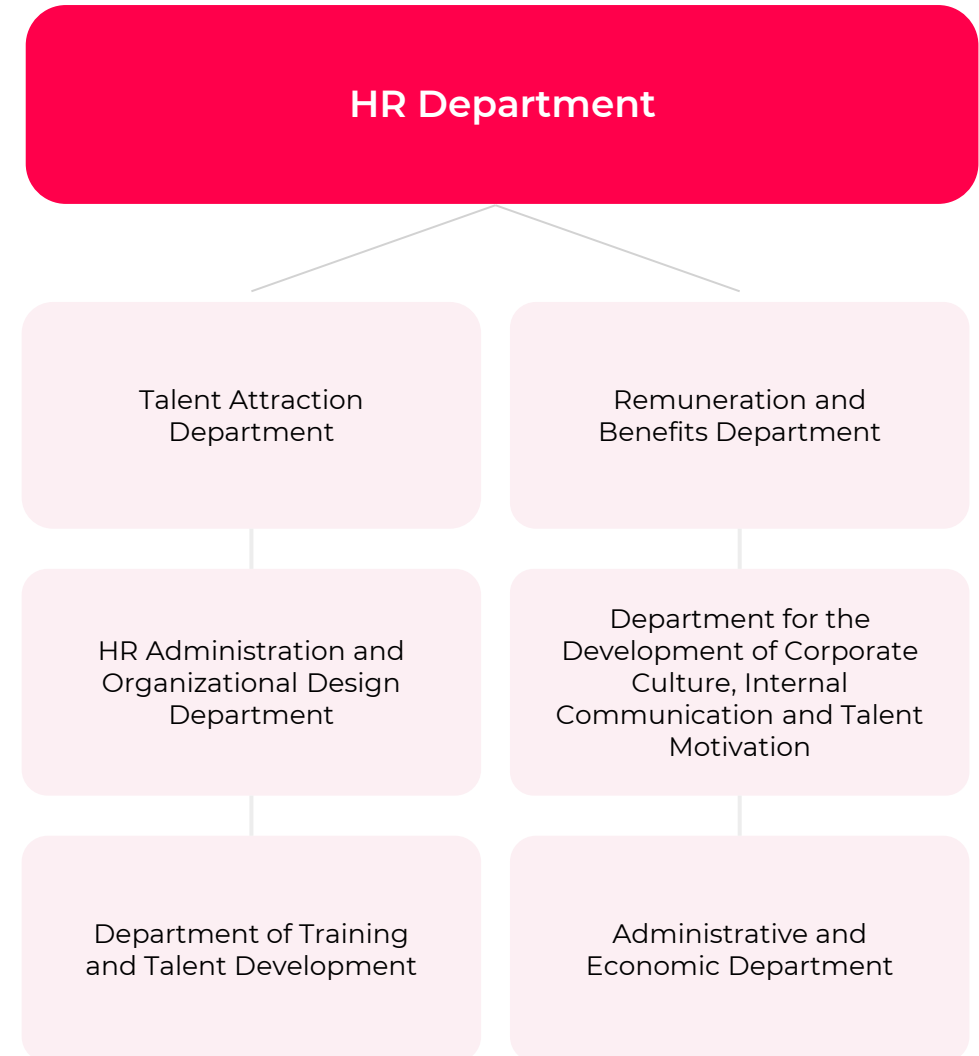 HR Department
Talent Attraction
Department
Remuneration and
Benefits Department
HR Administration and
Organizational Design
Department
Department for the
Development of Corporate
Culture, Internal
Communication and Talent
Motivation
Department of Training
and Talent Development
Administrative and
Economic Department